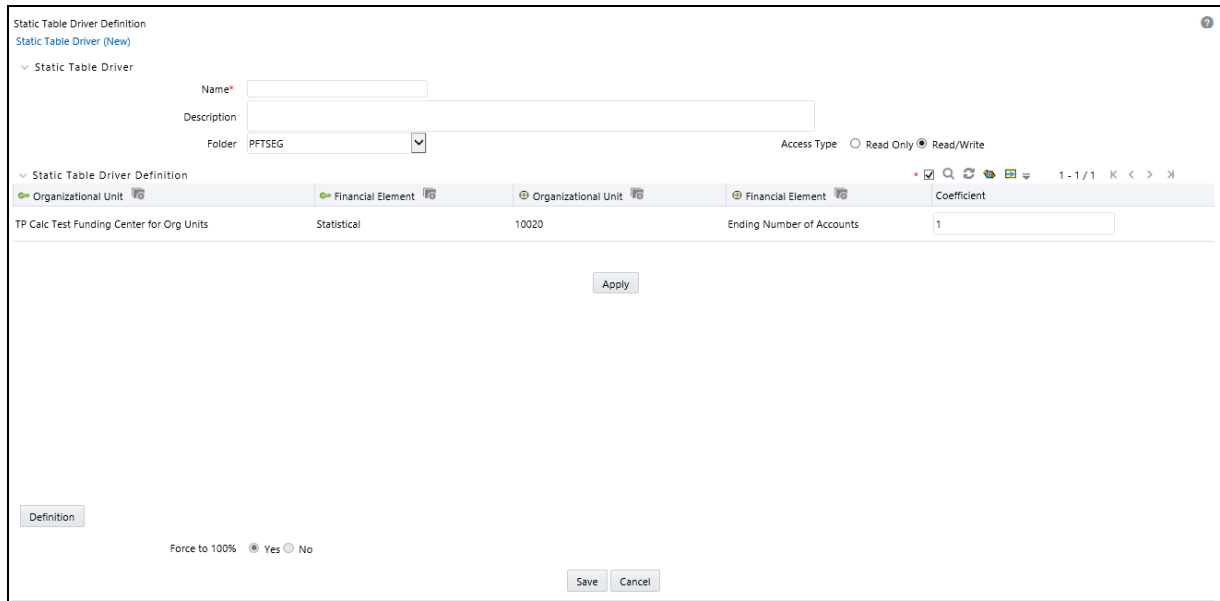 Static Table Driver Definition
Static Table Driver (New)
Static Table Driver
Name*
Description
Folder PFTSEG Access Type Read Only Read/Write
Static Table Driver Definition * 1 - 1 / 1
Organizational Unit Financial Element Organizational Unit Financial Element Coefficient
TP Calc Test Funding Center for Org Units Statistical 10020 Ending Number of Accounts 1
Apply
Definition
Force to 100% Yes No
Save Cancel